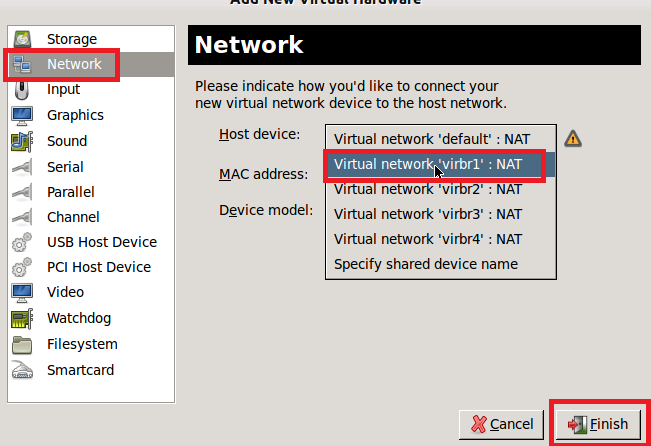 Add New Virtual Hardware
Storage
Network
Input
Graphics
Sound
Serial
Parallel
Channel
USB Host Device
PCI Host Device
Video
Watchdog
Filesystem
Smartcard
Network
Please indicate how you'd like to connect your
new virtual network device to the host network.
Host device:
MAC address:
Device model:
Virtual network 'default' : NAT
Virtual network 'virbr1' : NAT
Virtual network 'virbr2' : NAT
Virtual network 'virbr3' : NAT
Virtual network 'virbr4' : NAT
Specify shared device name
Cancel
Finish